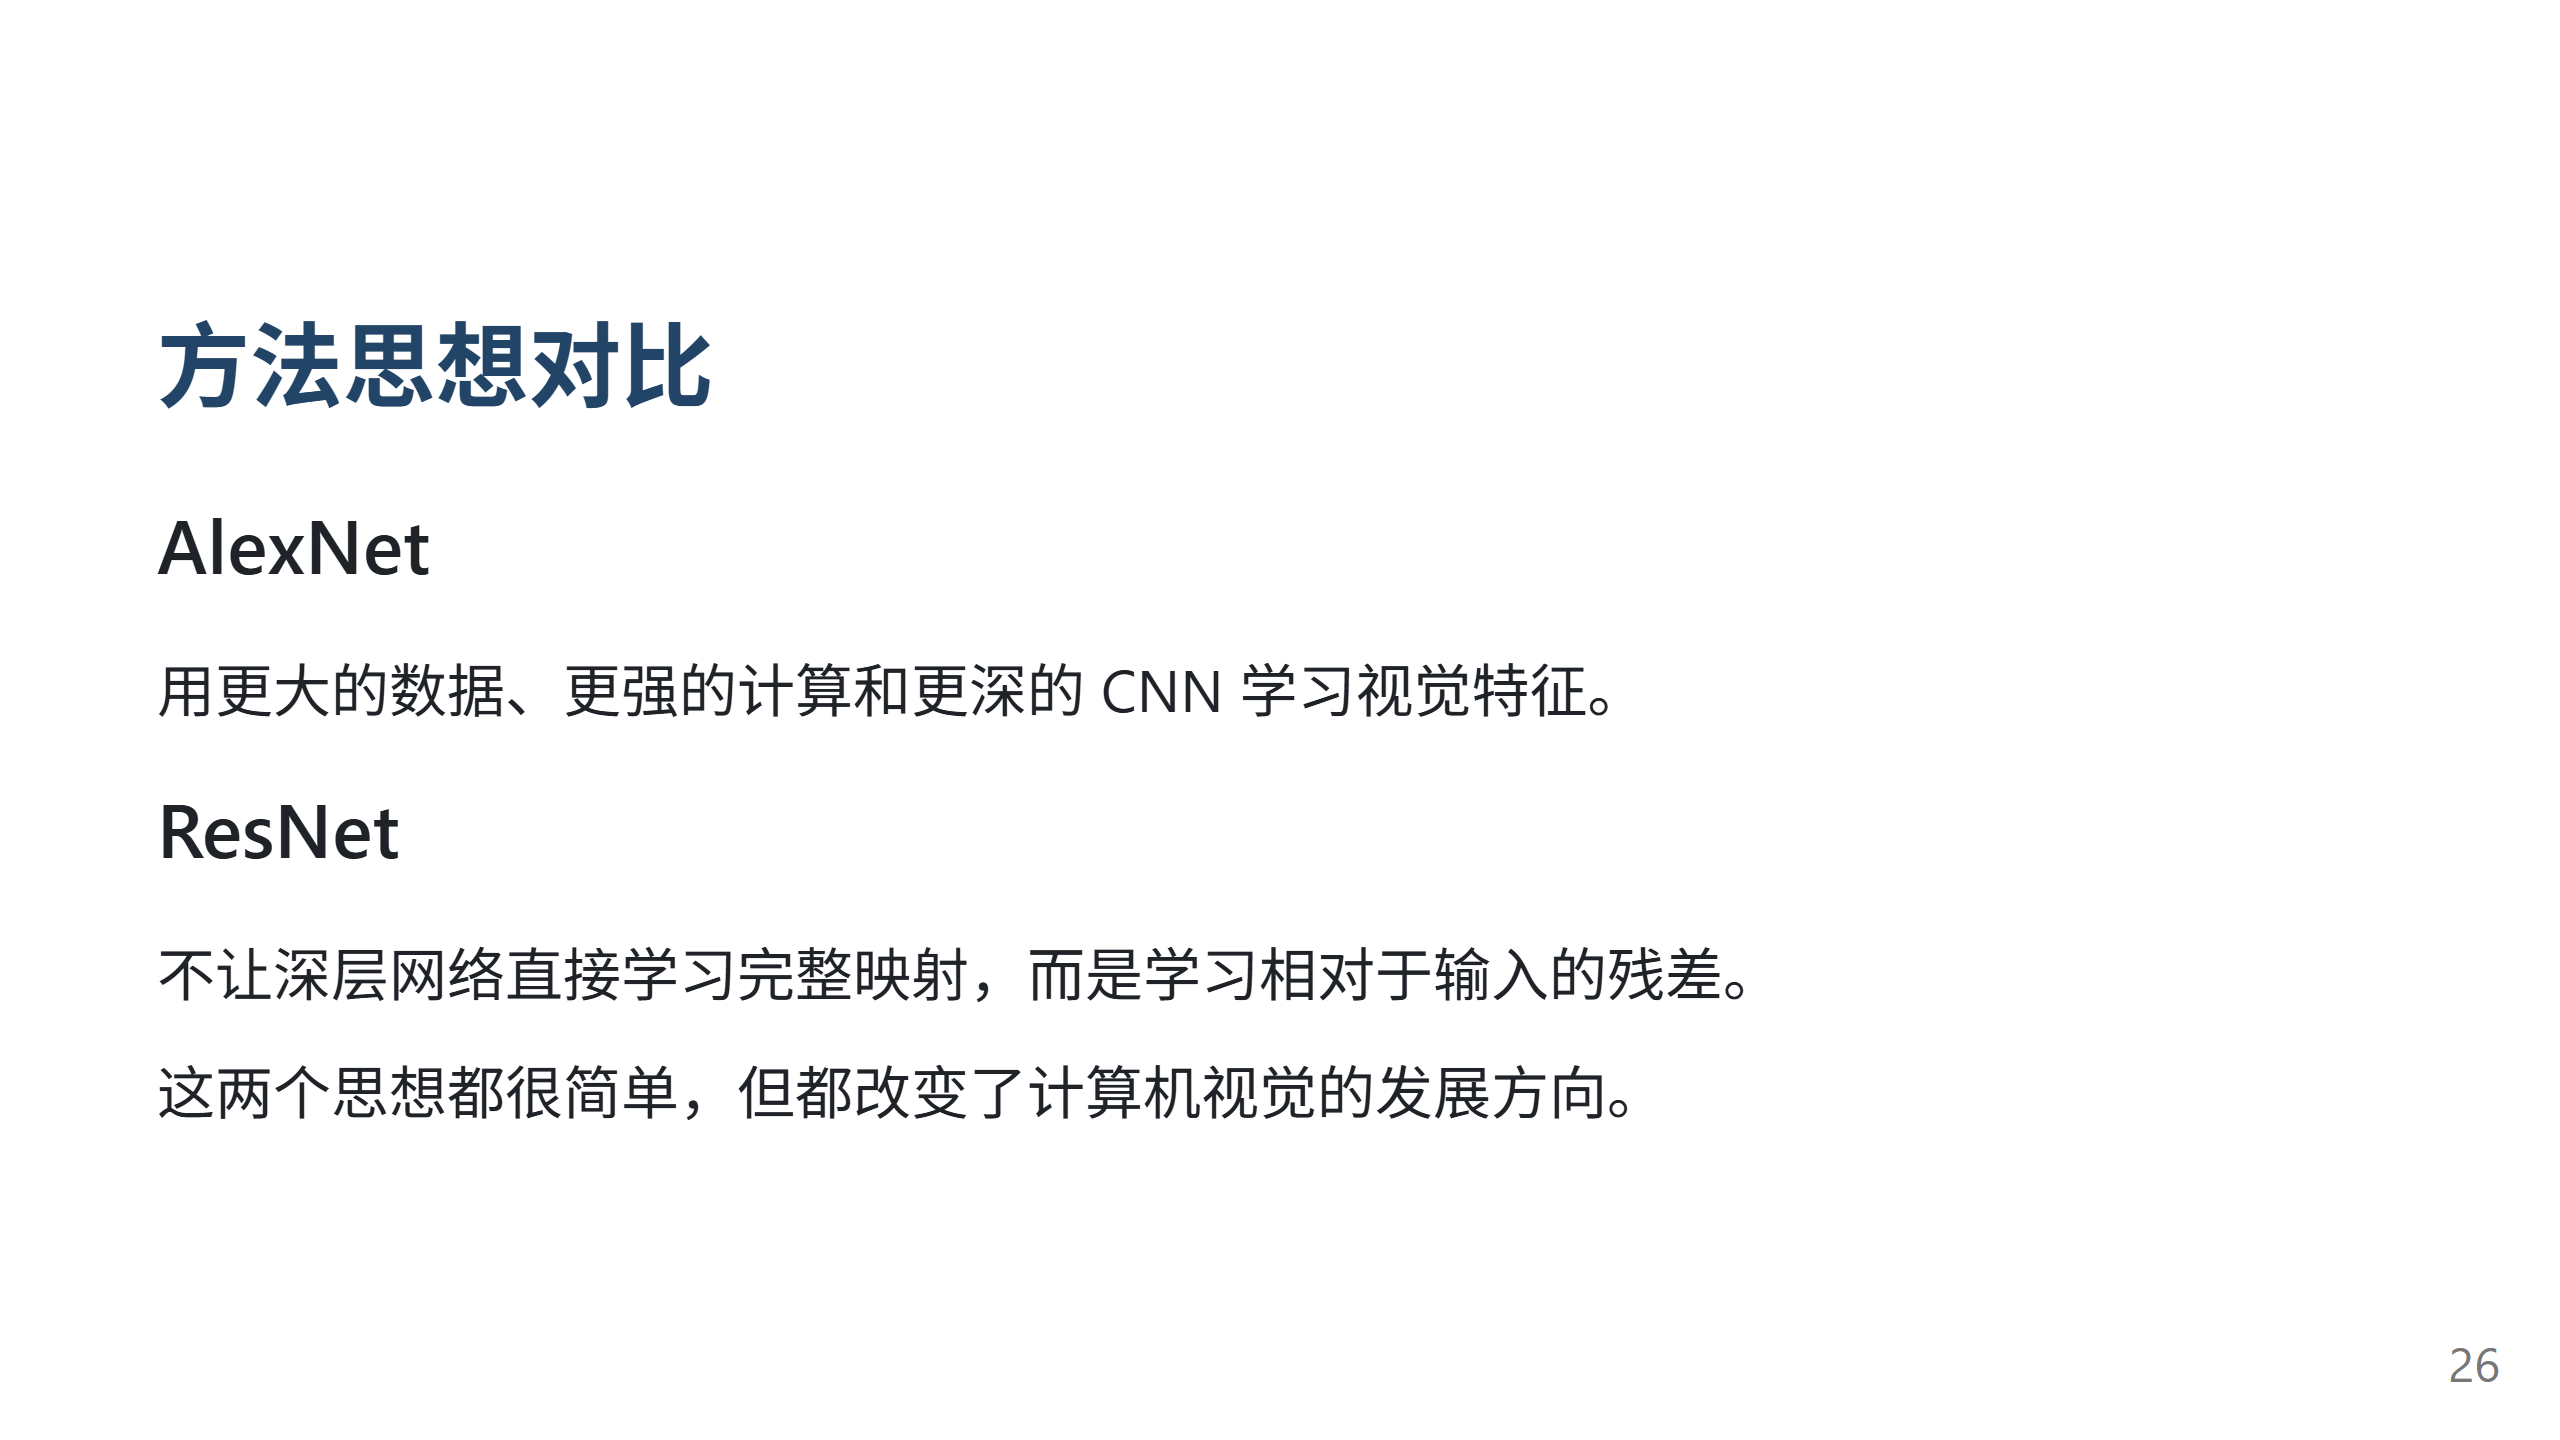 方法思想对比
AlexNet
用更大的数据、更强的计算和更深的 CNN 学习视觉特征。
ResNet
不让深层网络直接学习完整映射，而是学习相对于输入的残差。
这两个思想都很简单，但都改变了计算机视觉的发展方向。
26